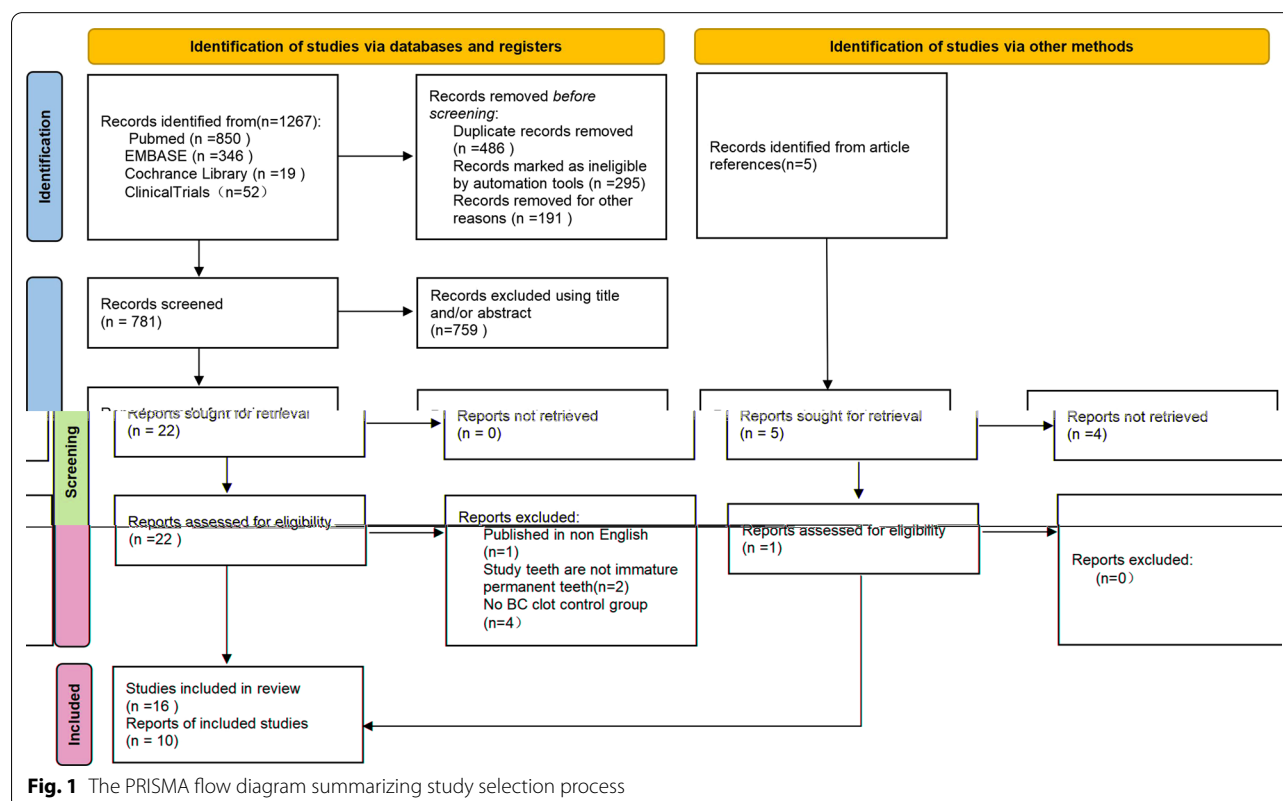 Identification of studies via databases and registers
Identification of studies via other methods
Identification
Records identified from(n=1267):
Pubmed (n =850 )
EMBASE (n =346 )
Cochrance Library (n =19 )
ClinicalTrials（n=52）
Records removed before
screening:
Duplicate records removed
(n =486 )
Records marked as ineligible
by automation tools (n =295)
Records removed for other
reasons (n =191 )
Records identified from article
references(n=5)
Records screened
(n = 781)
Records excluded using title
and/or abstract
(n=759 )
Screening
Reports sought for retrieval
(n = 22)
Reports not retrieved
(n = 0)
Reports sought for retrieval
(n = 5)
Reports not retrieved
(n =4)
Reports assessed for eligibility
(n =22 )
Reports excluded:
Published in non English
(n=1)
Study teeth are not immature
permanent teeth(n=2)
No BC clot control group
(n=4）
Reports assessed for eligibility
(n =1)
Reports excluded:
(n=0）
Included
Studies included in review
(n =16 )
Reports of included studies
(n = 10)
Fig. 1 The PRISMA flow diagram summarizing study selection process